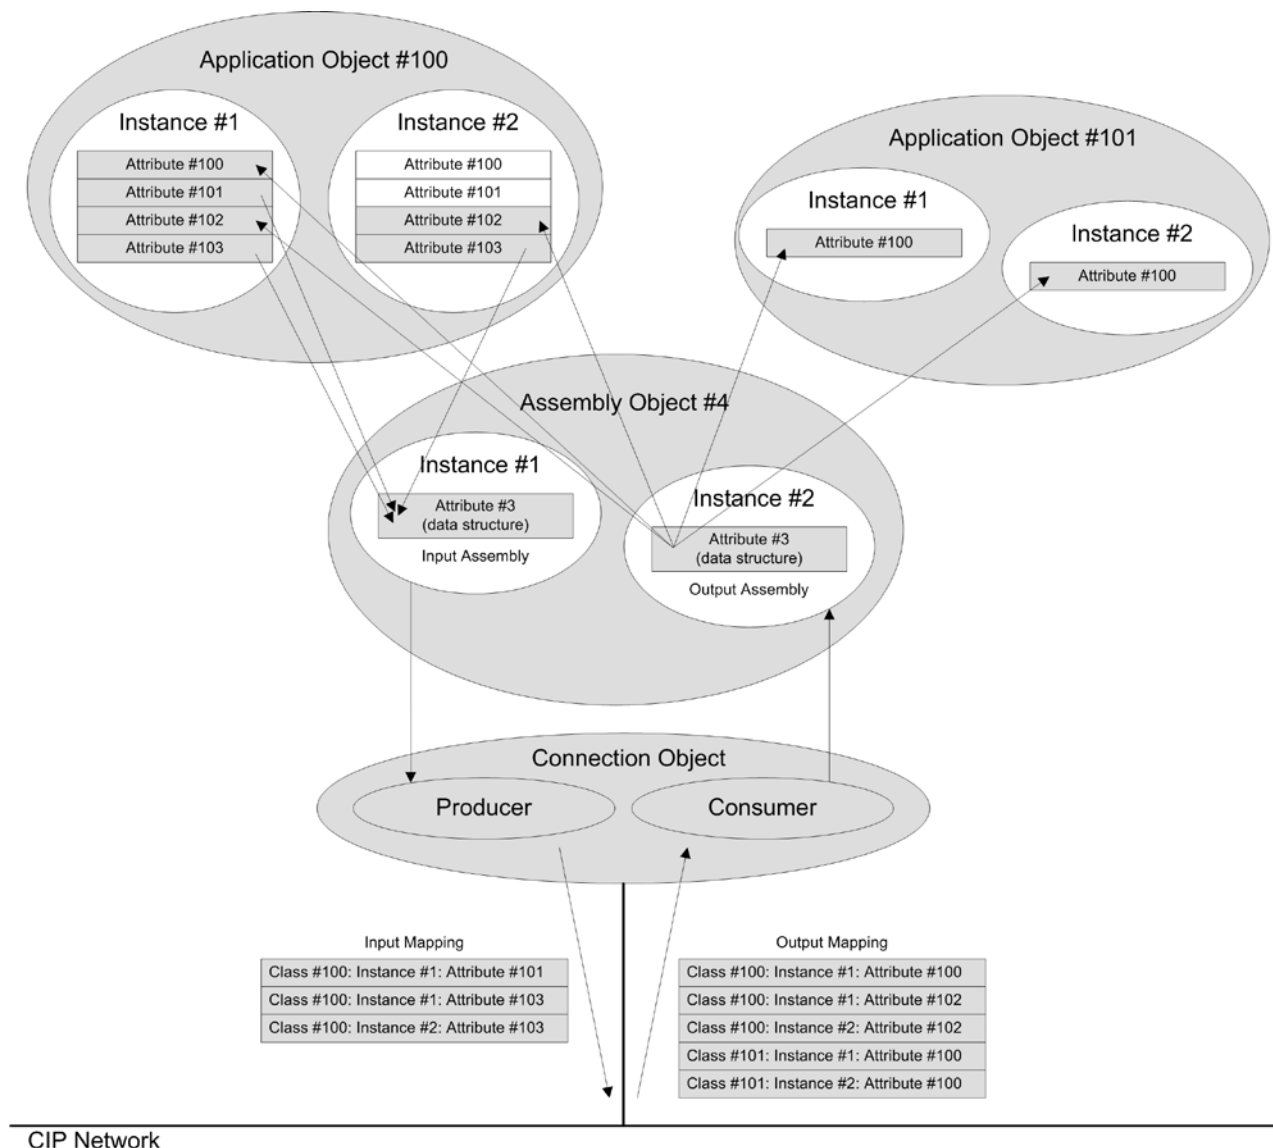 Application Object #100
Instance #1
Attribute #100
Attribute #101
Attribute #102
Attribute #103
Instance #2
Attribute #100
Attribute #101
Attribute #102
Attribute #103
Application Object #101
Instance #1
Attribute #100
Instance #2
Attribute #100
Assembly Object #4
Instance #1
Attribute #3
(data structure)
Input Assembly
Instance #2
Attribute #3
(data structure)
Output Assembly
Connection Object
Producer
Consumer
Input Mapping
Class #100: Instance #1: Attribute #101
Class #100: Instance #1: Attribute #103
Class #100: Instance #2: Attribute #103
Output Mapping
Class #100: Instance #1: Attribute #100
Class #100: Instance #1: Attribute #102
Class #100: Instance #2: Attribute #102
Class #101: Instance #1: Attribute #100
Class #101: Instance #2: Attribute #100
CIP Network